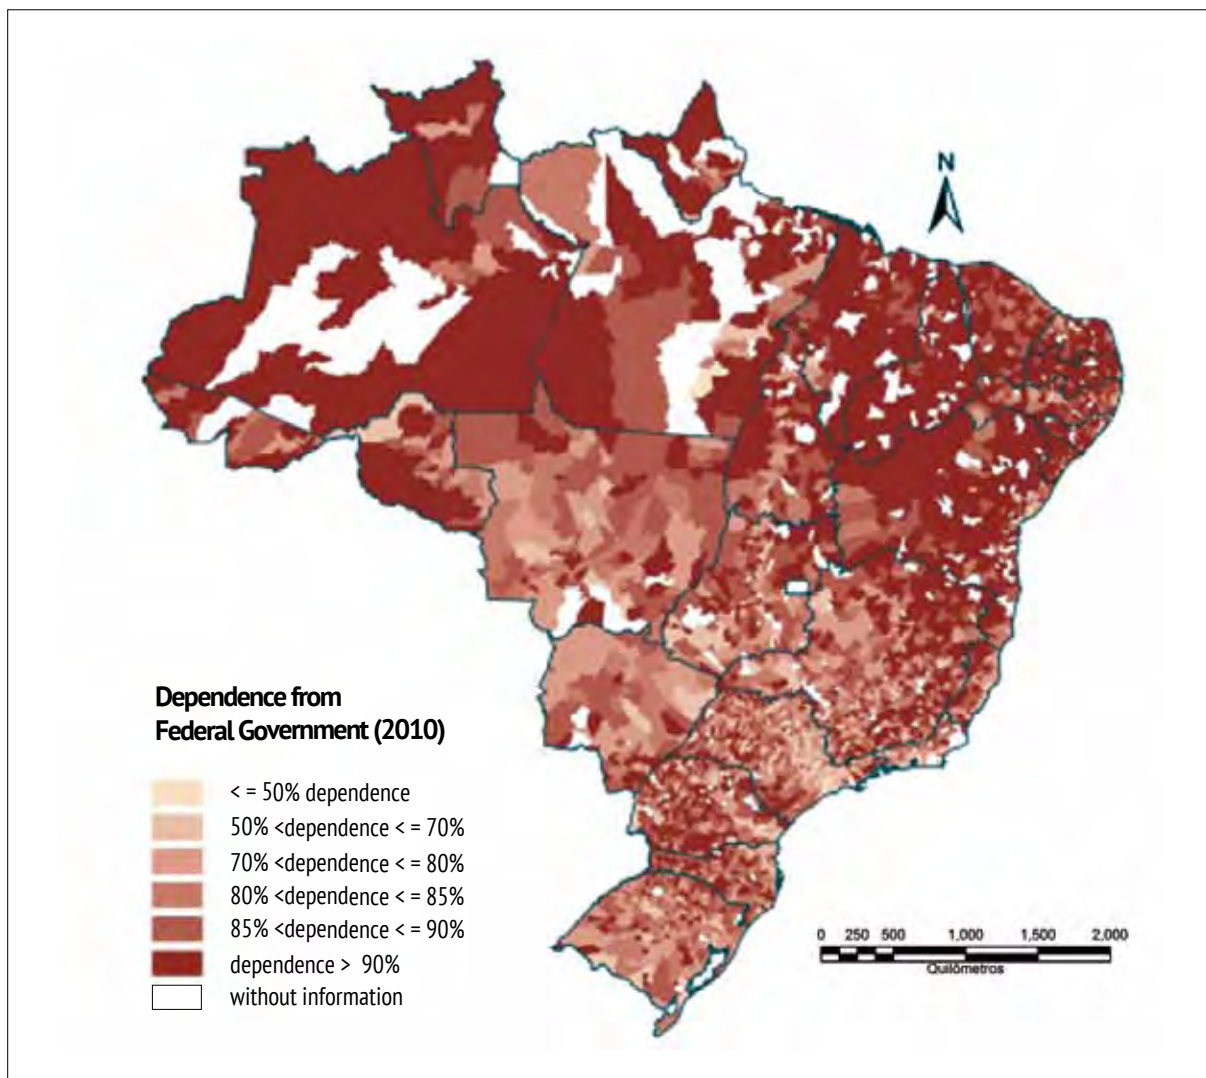 N
Dependence from
Federal Government (2010)
< = 50% dependence
50% <dependence < = 70%
70% <dependence < = 80%
80% <dependence < = 85%
85% <dependence < = 90%
dependence > 90%
without information
0 250 500 1,000 1,500 2,000
Quilômetros